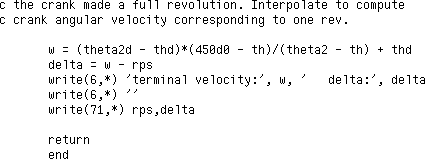 c the crank made a full revolution. Interpolate to compute
c crank angular velocity corresponding to one rev.
w = (theta2d - thd)*(450d0 - th)/(theta2 - th) + thd
delta = w - rps
write(6,*) 'terminal velocity:', w, '   delta:', delta
write(6,*) ''
write(71,*) rps,delta
return
end